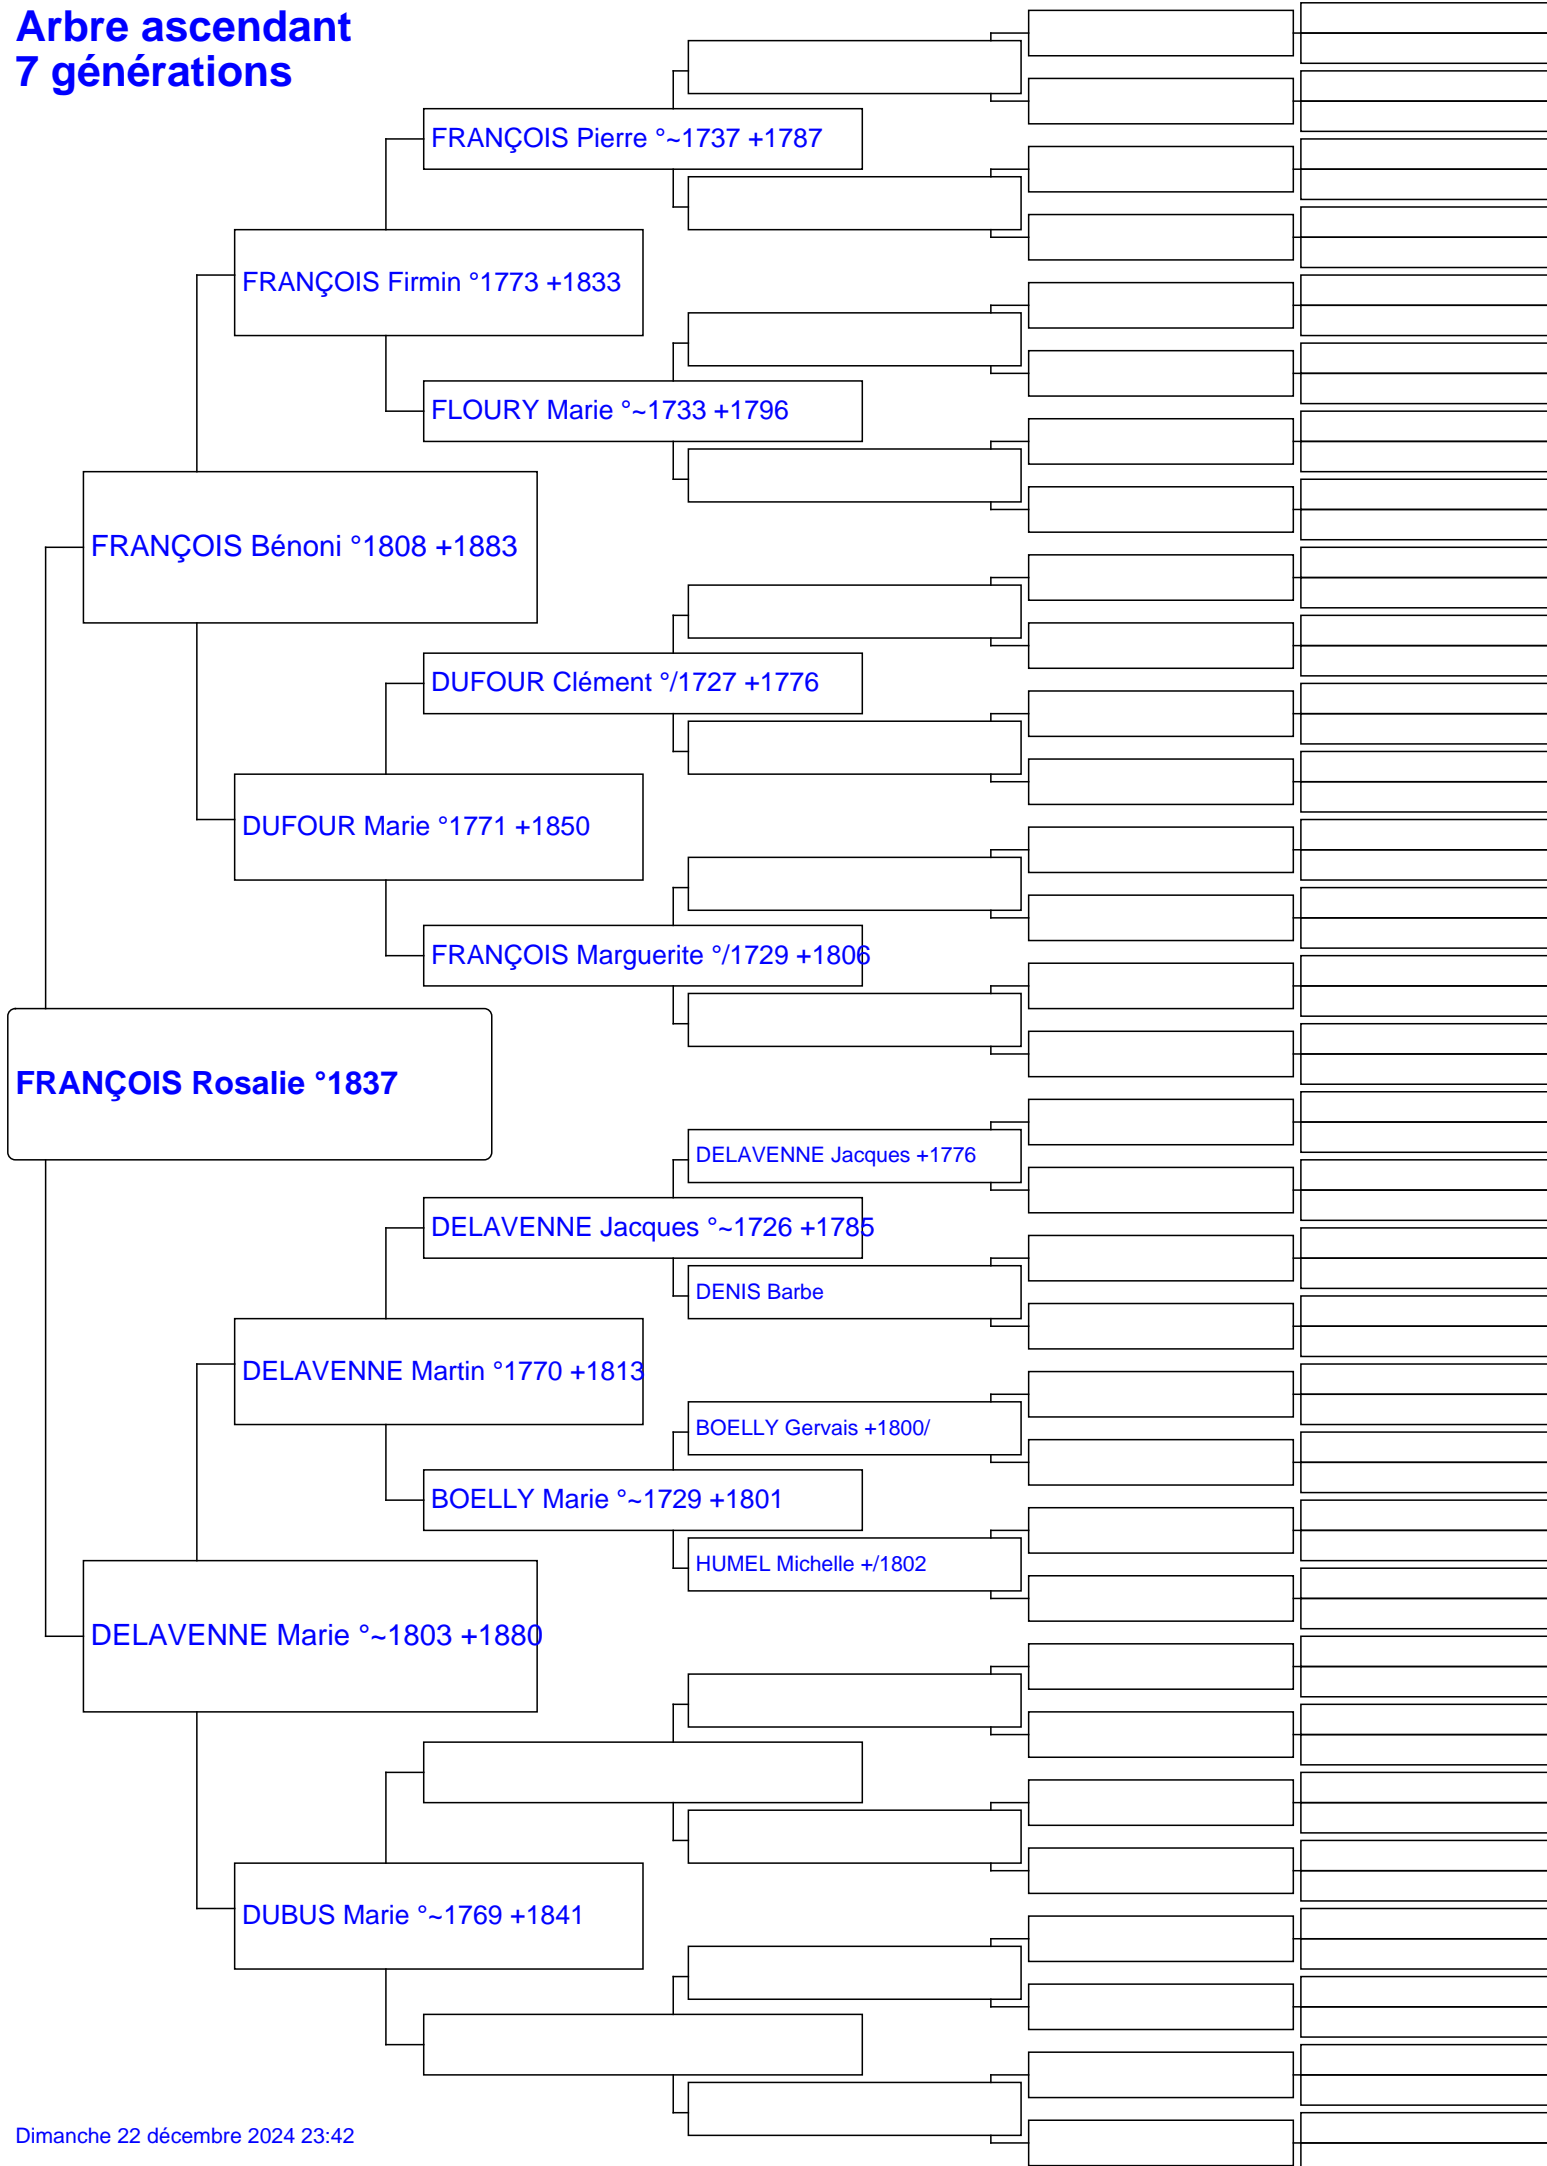 Arbre ascendant
7 générations
FRANÇOIS Pierre °~1737 +1787
FRANÇOIS Firmin °1773 +1833
FLOURY Marie °~1733 +1796
FRANÇOIS Bénoni °1808 +1883
DUFOUR Clément °/1727 +1776
DUFOUR Marie °1771 +1850
FRANÇOIS Marguerite °/1729 +1806
FRANÇOIS Rosalie °1837
DELAVENNE Jacques +1776
DELAVENNE Jacques °~1726 +1785
DENIS Barbe
DELAVENNE Martin °1770 +1813
BOELLY Gervais +1800/
BOELLY Marie °~1729 +1801
HUMEL Michelle +/1802
DELAVENNE Marie °~1803 +1880
DUBUS Marie °~1769 +1841
Dimanche 22 décembre 2024 23:42